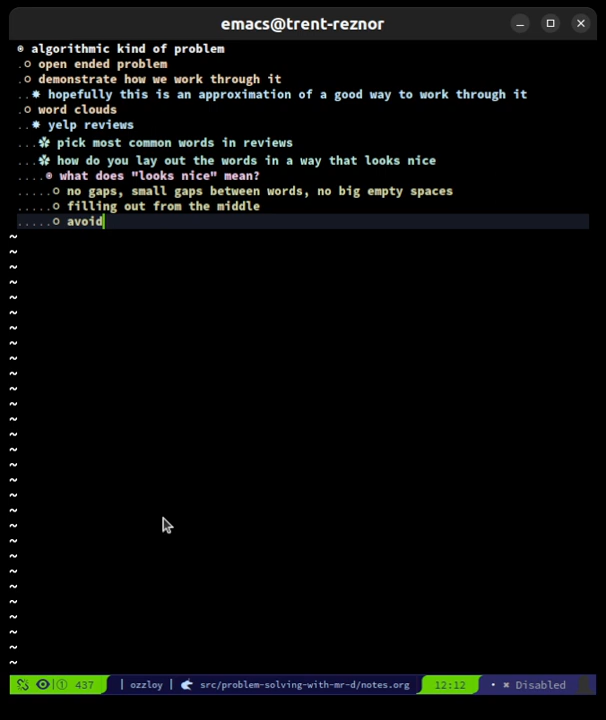 emacs@trent-reznor
algorithmic kind of problem
open ended problem
demonstrate how we work through it
hopefully this is an approximation of a good way to work through it
word clouds
yelp reviews
pick most common words in reviews
how do you lay out the words in a way that looks nice
what does "looks nice" mean?
no gaps, small gaps between words, no big empty spaces
filling out from the middle
avoid
① 437 | ozzloy | src/problem-solving-with-mr-d/notes.org 12:12 • ✖ Disabled